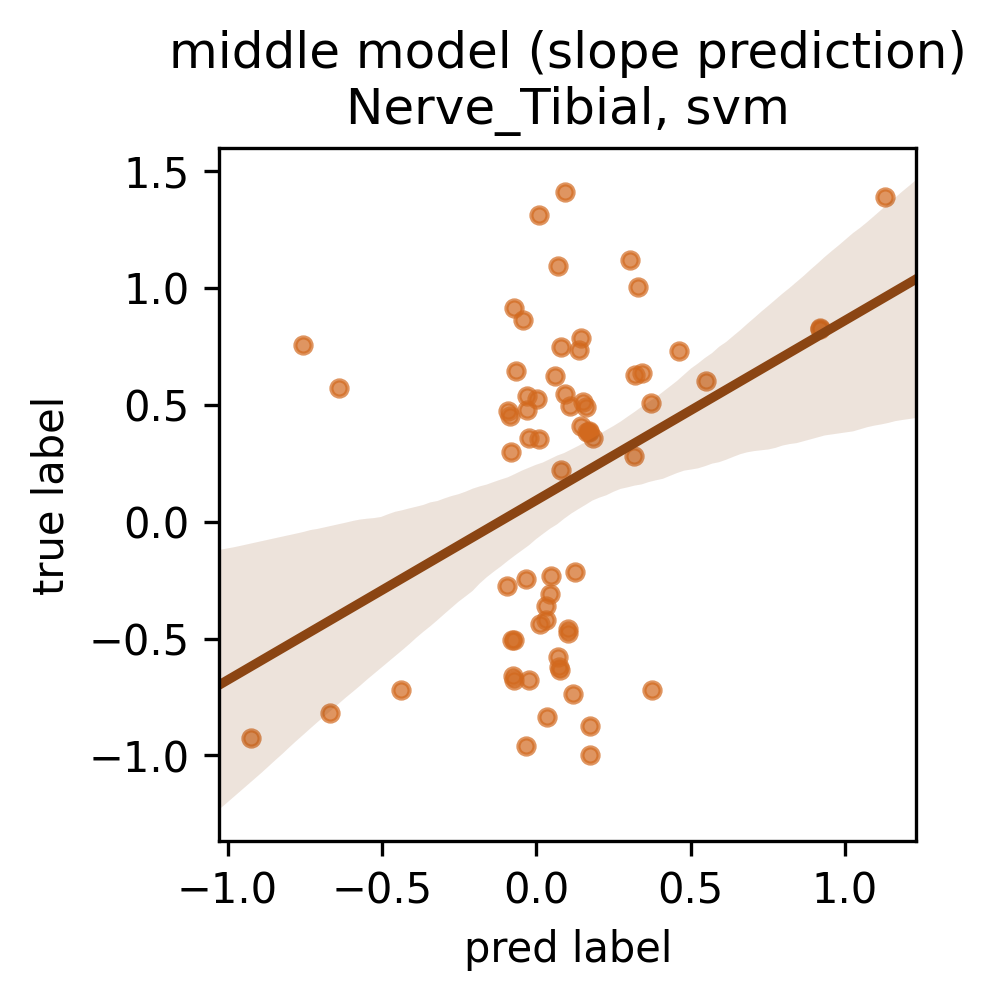 middle model (slope prediction)
Nerve_Tibial, svm
1.5
1.0
0.5
0.0
−0.5
−1.0
true label
−1.0 −0.5 0.0 0.5 1.0
pred label